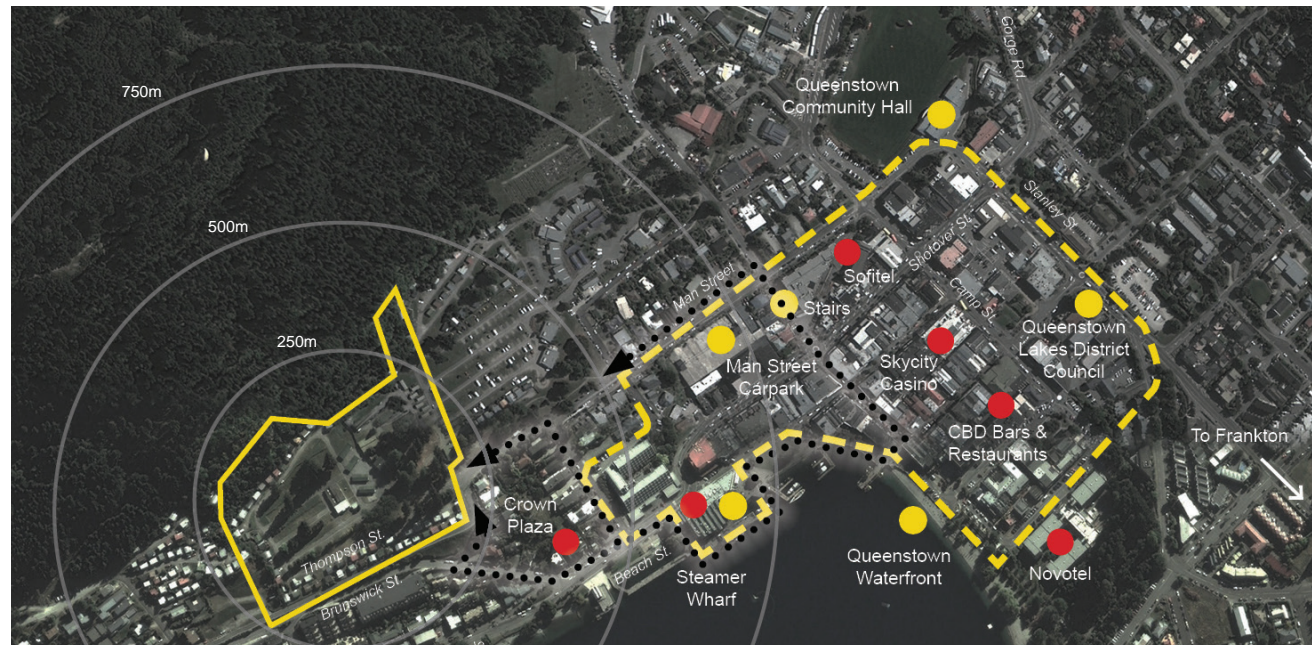 750m
500m
250m
Queenstown
Community Hall
Gorge Rd.
Stanley St.
Shotover St.
Sofitel
Camp St.
Man Street
Stairs
Queenstown
Lakes District
Council
Skycity
Casino
Man Street
Carpark
CBD Bars &
Restaurants
To Frankton
Crown
Plaza
Thompson St.
Brunswick St.
Beach St.
Steamer
Wharf
Queenstown
Waterfront
Novotel